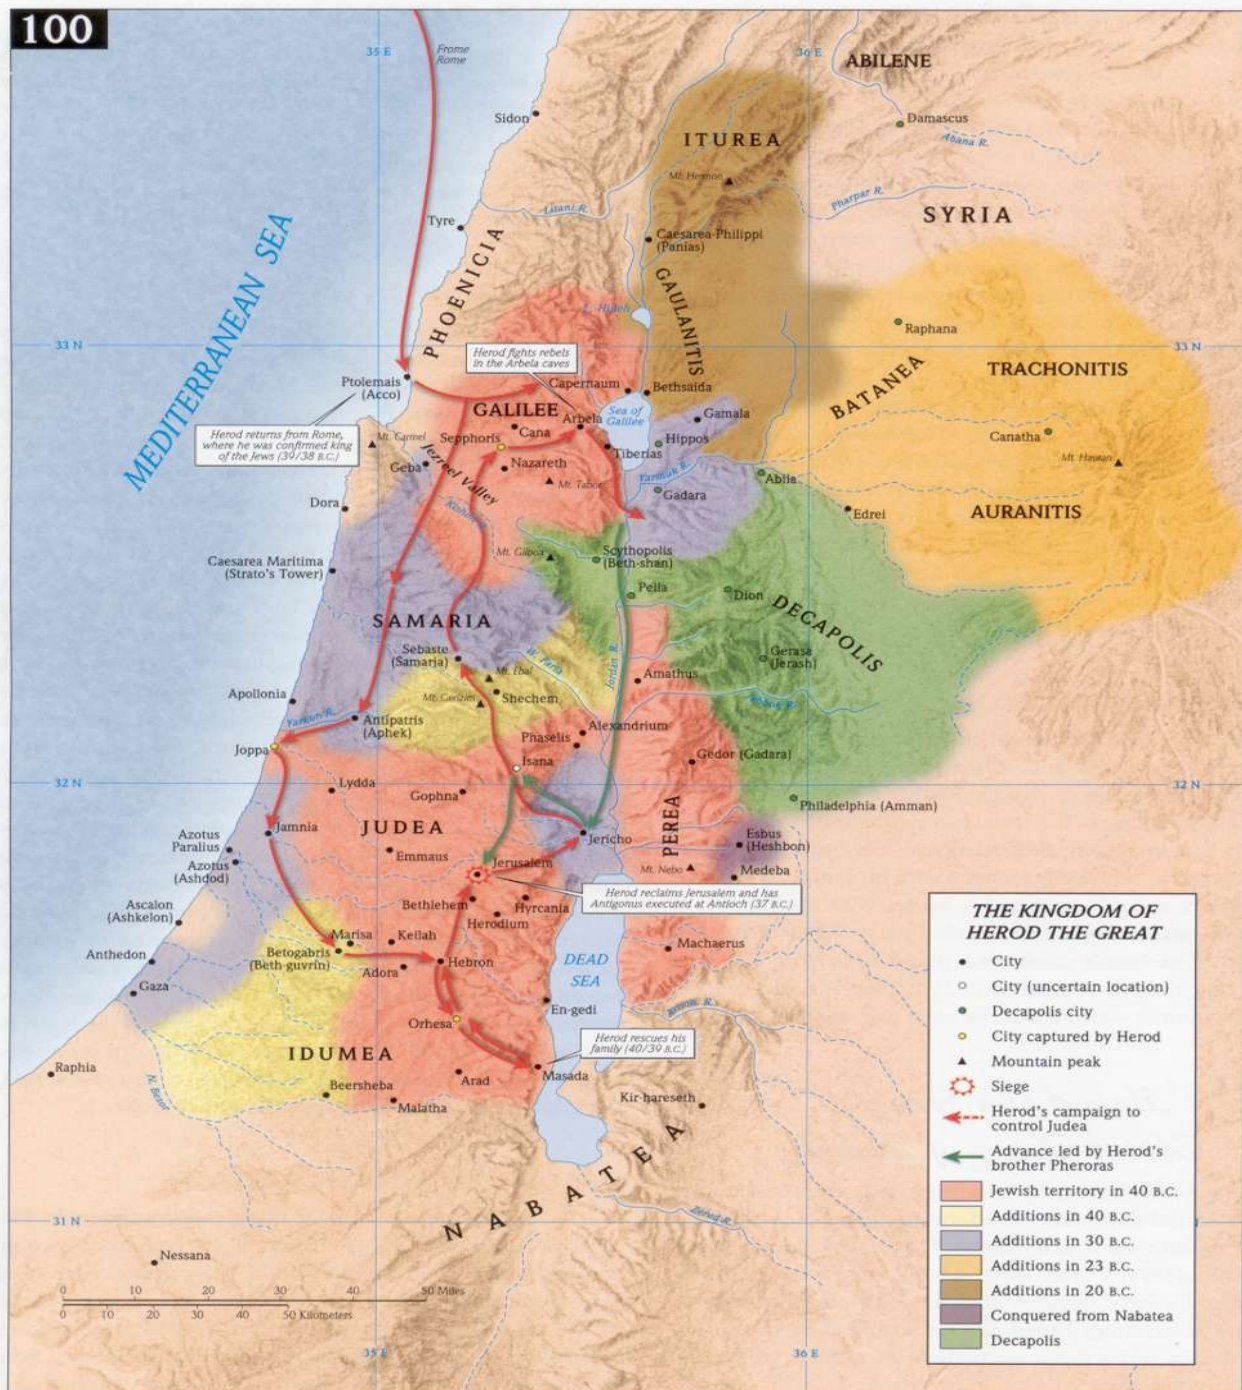 100
35 E
36 E
Frome
Rome
ABILENE
Sidon
Damascus
Abana R.
ITUREA
Mt. Hermon
Litani R.
Pharpar R.
SYRIA
Tyre
Caesarea-Philippi
(Panias)
MEDITERRANEAN SEA
PHOENICIA
GAULANITIS
L. Huleh
Raphana
33 N
33 N
Herod fights rebels
in the Arbela caves
BATANEA
TRACHONITIS
Ptolemais
(Acco)
Capernaum
Bethsaida
GALILEE
Arbela
Sea of
Galilee
Gamala
Cana
Canatha
Herod returns from Rome,
where he was confirmed king
of the Jews (39/38 B.C.)
Mt. Carmel
Sepphoris
Hippos
Tiberias
Mt. Hauran
Geba
Jezreel Valley
Nazareth
Yarmuk R.
Abila
Mt. Tabor
Gadara
Dora
Kishon R.
Edrei
AURANITIS
Mt. Gilboa
Scythopolis
(Beth-shan)
Caesarea Maritima
(Strato's Tower)
Pella
Dion
DECAPOLIS
SAMARIA
Sebaste
(Samaria)
W. Faria
Jordan R.
Gerasa
(Jerash)
Mt. Ebal
Amathus
Apollonia
Mt. Gerizim
Shechem
Jabbok R.
Yarkon R.
Antipatris
(Aphek)
Alexandrium
Phaselis
Joppa
Gedor (Gadara)
Isana
32 N
32 N
Lydda
Gophna
Philadelphia (Amman)
JUDEA
PEREA
Jamnia
Jericho
Azotus
Paralius
Emmaus
Esbus
(Heshbon)
Azotus
(Ashdod)
Jerusalem
Mt. Nebo
Medeba
Herod reclaims Jerusalem and has
Antigonus executed at Antioch (37 B.C.)
Bethlehem
Hyrcania
Herodium
Ascalon
(Ashkelon)
Marisa
Keilah
Machaerus
Anthedon
Betogabris
(Beth-guvrin)
Adora
Hebron
DEAD
SEA
Gaza
En-gedi
Arnon R.
Orhesa
Herod rescues his
family (40/39 B.C.)
IDUMEA
Raphia
Arad
Masada
Beersheba
Malatha
Kir-hareseth
N. Besor
NABATEA
Zered R.
31 N
Nessana
0 10 20 30 40 50 Miles
0 10 20 30 40 50 Kilometers
35 E
36 E
THE KINGDOM OF
HEROD THE GREAT
City
City (uncertain location)
Decapolis city
City captured by Herod
Mountain peak
Siege
Herod's campaign to
control Judea
Advance led by Herod's
brother Pheroras
Jewish territory in 40 B.C.
Additions in 40 B.C.
Additions in 30 B.C.
Additions in 23 B.C.
Additions in 20 B.C.
Conquered from Nabatea
Decapolis